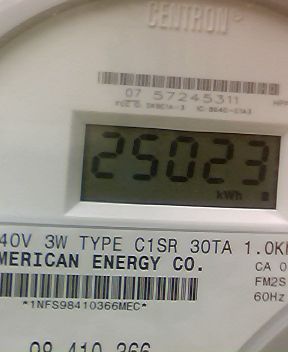 CENTRON®
07 57245311
25023
kWh
40V 3W TYPE C1SR 30TA 1.0K
MERICAN ENERGY CO.
CA 0
FM2S
60Hz
*1NFS98410366MEC*
98 410 366